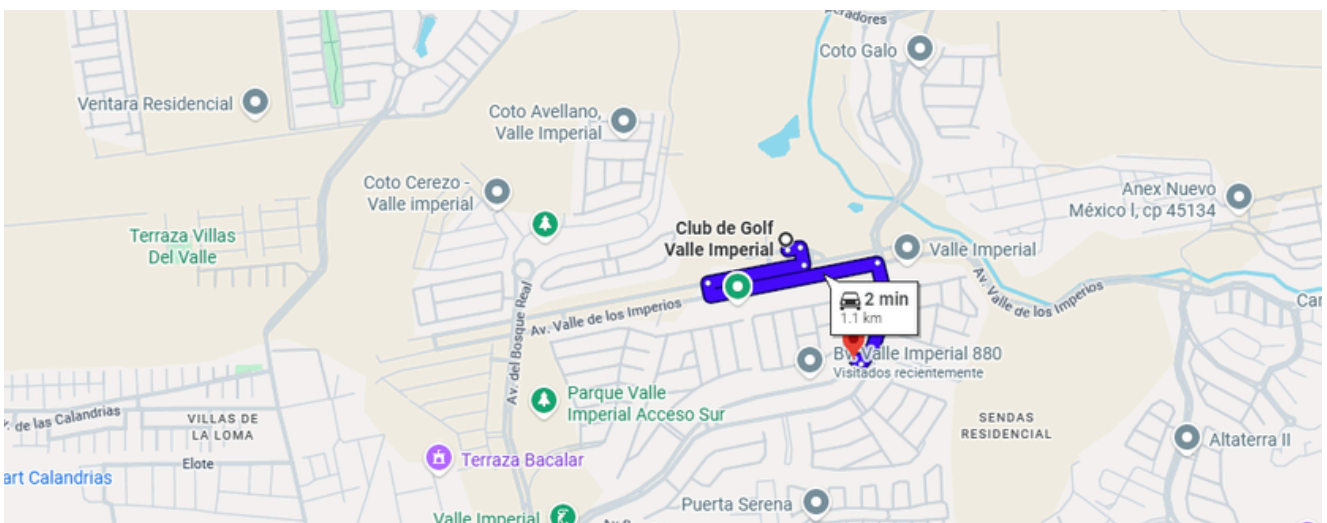 Coto Galo
Ventara Residencial
Coto Avellano,
Valle Imperial
Coto Cerezo -
Valle imperial
Anex Nuevo
México I, cp 45134
Club de Golf
Valle Imperial
Terraza Villas
Del Valle
Valle Imperial
Av. Valle de los Imperios
2 min
1.1 km
Av. Valle de los Imperios
Av. del Bosque Real
Valle Imperial 880
Visitados recientemente
Parque Valle
Imperial Acceso Sur
de las Calandrias
VILLAS DE
LA LOMA
SENDAS
RESIDENCIAL
Altaterra II
Elote
Terraza Bacalar
art Calandrias
Puerta Serena
Valle Imperial